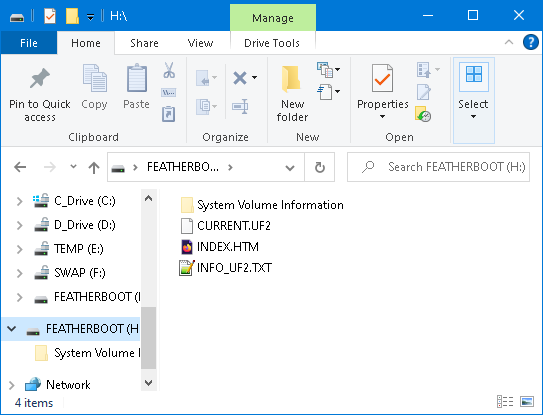 H:\
Manage
File
Home
Share
View
Drive Tools
Pin to Quick access
Copy
Paste
New folder
Properties
Select
Clipboard
Organize
New
Open
FEATHERBO...
Search FEATHERBOOT (H:)
C_Drive (C:)
D_Drive (D:)
TEMP (E:)
SWAP (F:)
FEATHERBOOT (
FEATHERBOOT (H
System Volume I
Network
System Volume Information
CURRENT.UF2
INDEX.HTM
INFO_UF2.TXT
4 items